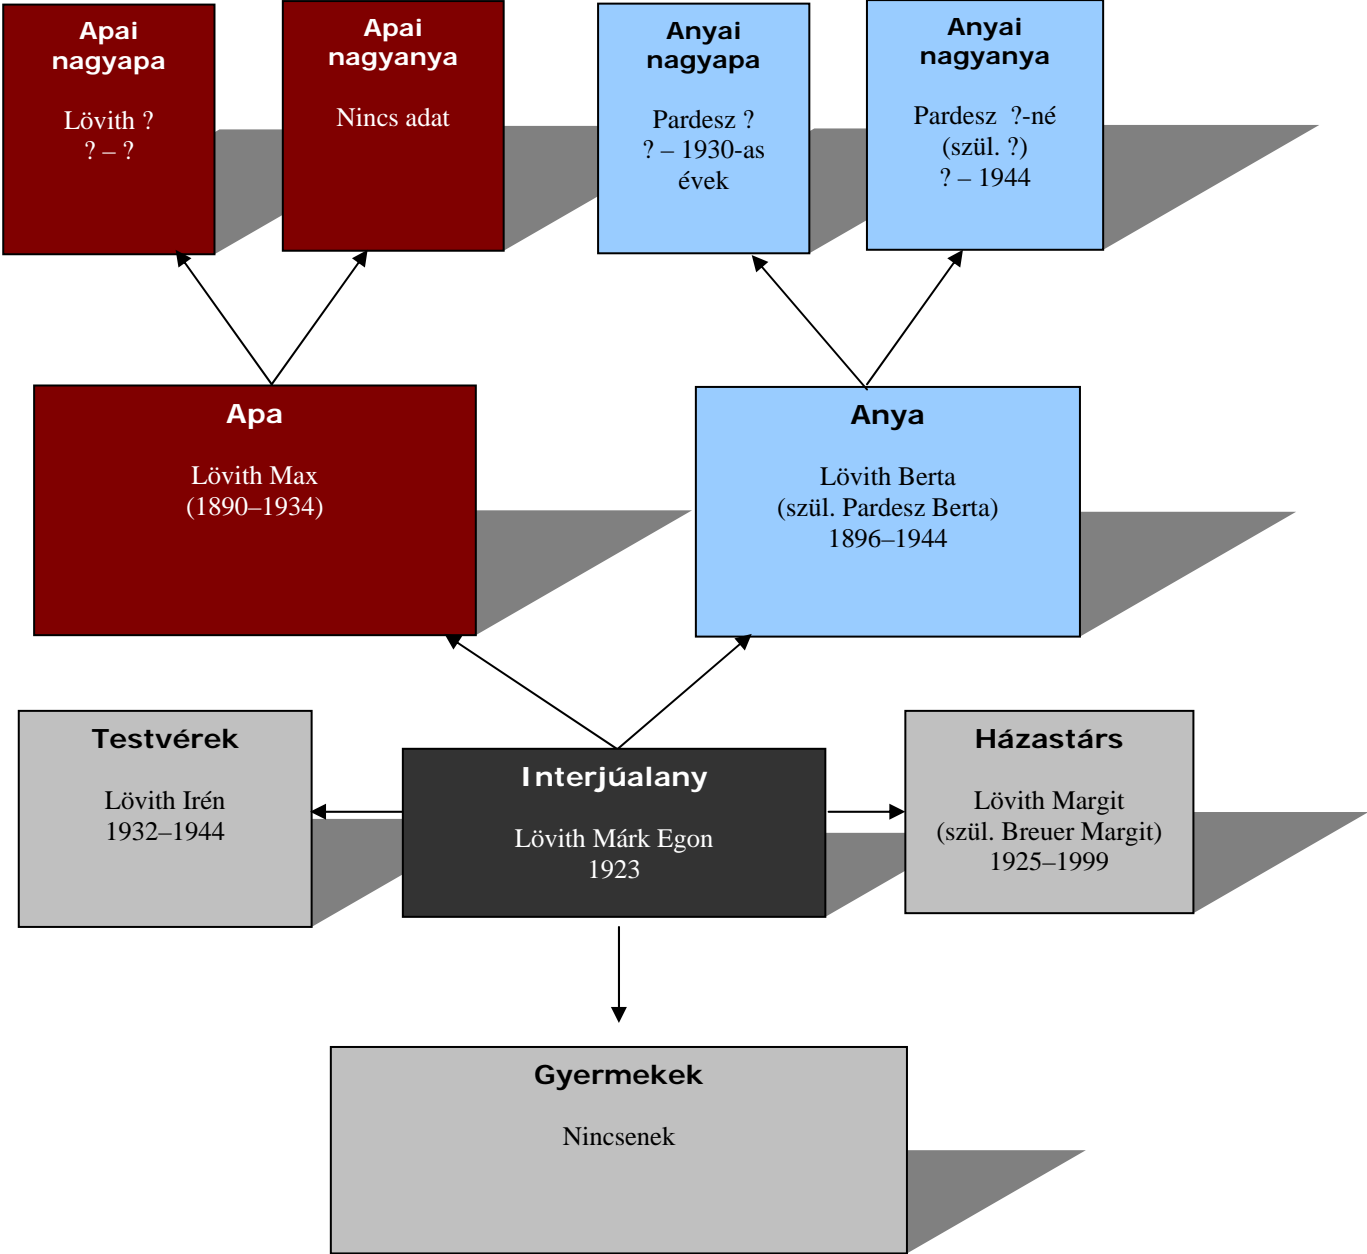 Apai
nagyapa
Lövith ?
? – ?
Apai
nagyanya
Nincs adat
Anyai
nagyapa
Pardesz ?
? – 1930-as
évek
Anyai
nagyanya
Pardesz ?-né
(szül. ?)
? – 1944
Apa
Lövith Max
(1890–1934)
Anya
Lövith Berta
(szül. Pardesz Berta)
1896–1944
Testvérek
Lövith Irén
1932–1944
Interjúalany
Lövith Márk Egon
1923
Házastárs
Lövith Margit
(szül. Breuer Margit)
1925–1999
Gyermekek
Nincsenek